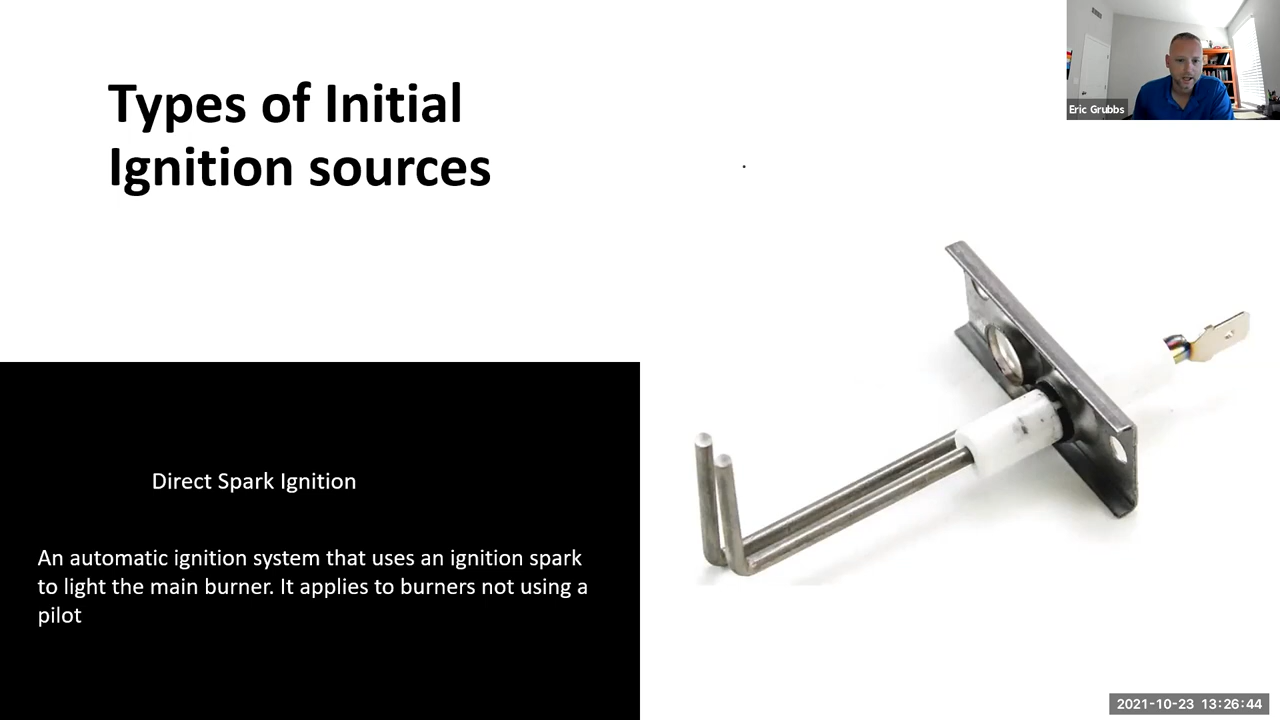 Types of Initial
Ignition sources
Eric Grubbs
Direct Spark Ignition
An automatic ignition system that uses an ignition spark
to light the main burner. It applies to burners not using a
pilot
2021-10-23 13:26:44